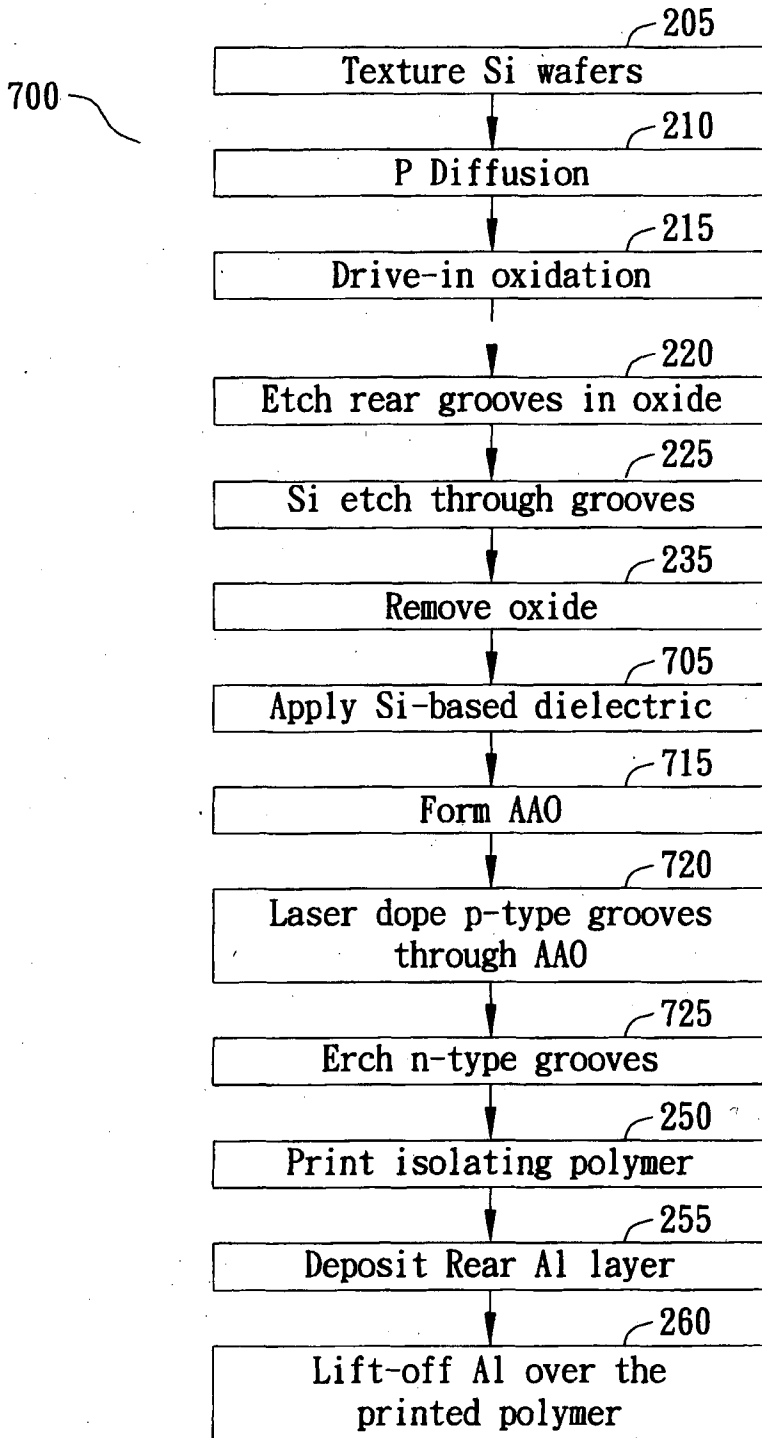 205
Texture Si wafers
700
210
P Diffusion
215
Drive-in oxidation
220
Etch rear grooves in oxide
225
Si etch through grooves
235
Remove oxide
705
Apply Si-based dielectric
715
Form AAO
720
Laser dope p-type grooves
through AAO
725
Erch n-type grooves
250
Print isolating polymer
255
Deposit Rear Al layer
260
Lift-off Al over the
printed polymer